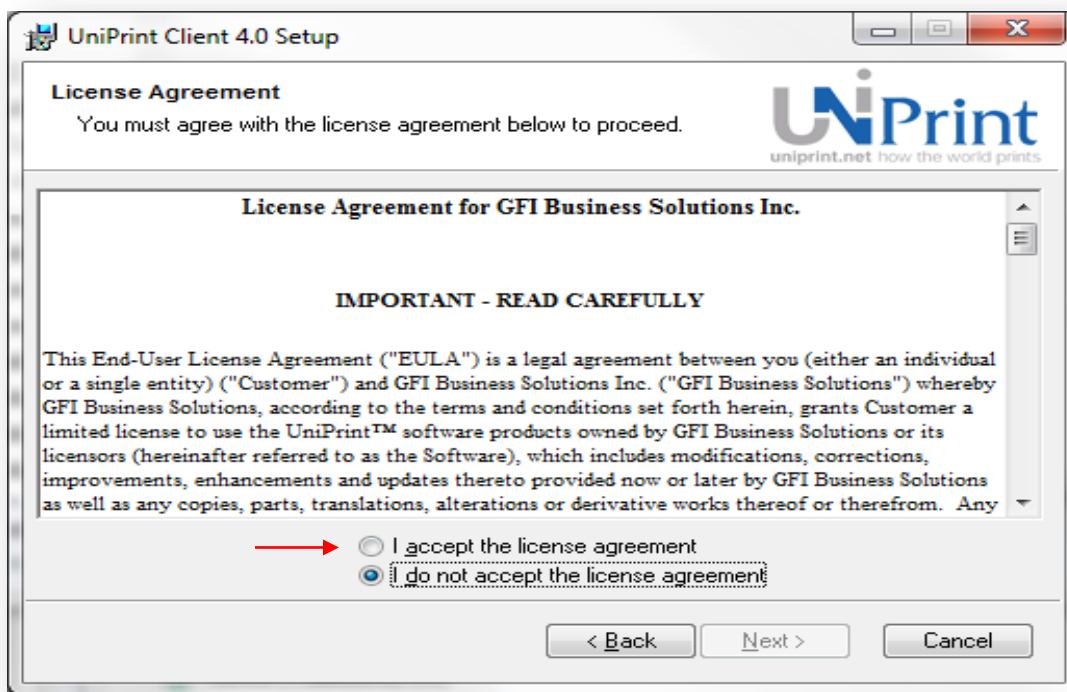 UniPrint Client 4.0 Setup
License Agreement
You must agree with the license agreement below to proceed.
UNiPrint
uniprint.net how the world prints
License Agreement for GFI Business Solutions Inc.
IMPORTANT - READ CAREFULLY
This End-User License Agreement ("EULA") is a legal agreement between you (either an individual
or a single entity) ("Customer") and GFI Business Solutions Inc. ("GFI Business Solutions") whereby
GFI Business Solutions, according to the terms and conditions set forth herein, grants Customer a
limited license to use the UniPrint™ software products owned by GFI Business Solutions or its
licensors (hereinafter referred to as the Software), which includes modifications, corrections,
improvements, enhancements and updates thereto provided now or later by GFI Business Solutions
as well as any copies, parts, translations, alterations or derivative works thereof or therefrom. Any
I accept the license agreement
I do not accept the license agreement
< Back Next > Cancel